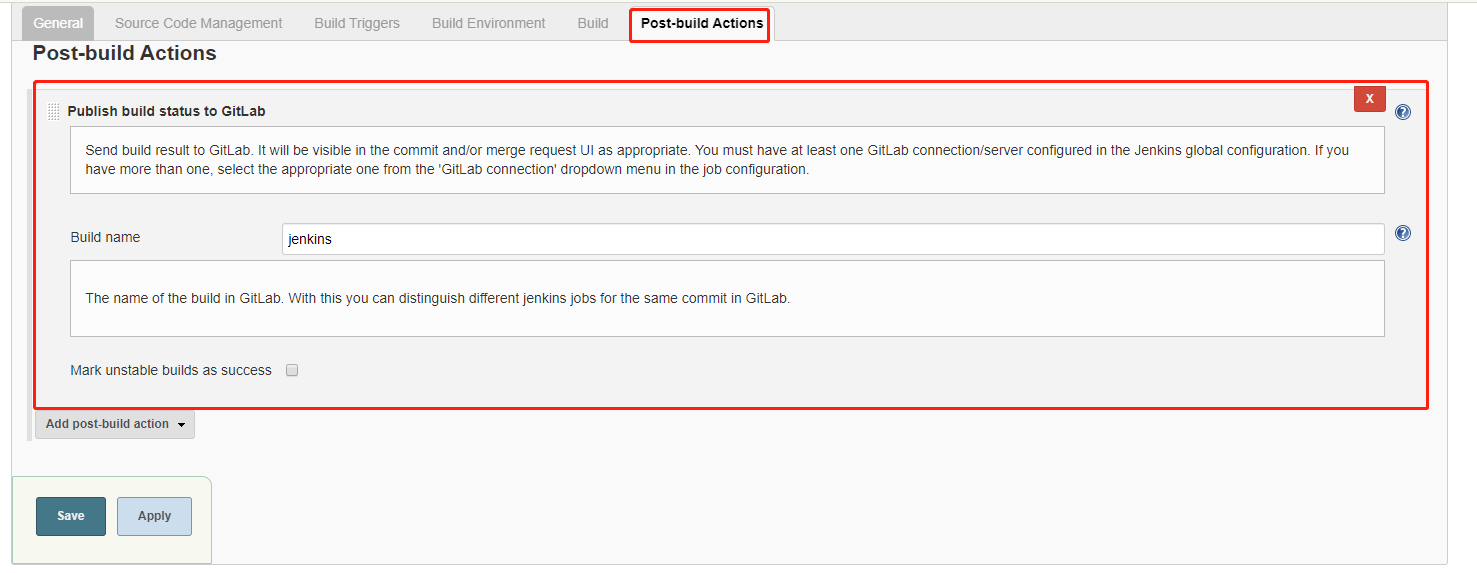 General
Source Code Management
Build Triggers
Build Environment
Build
Post-build Actions
Post-build Actions
Publish build status to GitLab
X
?
Send build result to GitLab. It will be visible in the commit and/or merge request UI as appropriate. You must have at least one GitLab connection/server configured in the Jenkins global configuration. If you
have more than one, select the appropriate one from the 'GitLab connection' dropdown menu in the job configuration.
Build name
jenkins
?
The name of the build in GitLab. With this you can distinguish different jenkins jobs for the same commit in GitLab.
Mark unstable builds as success
Add post-build action
Save
Apply